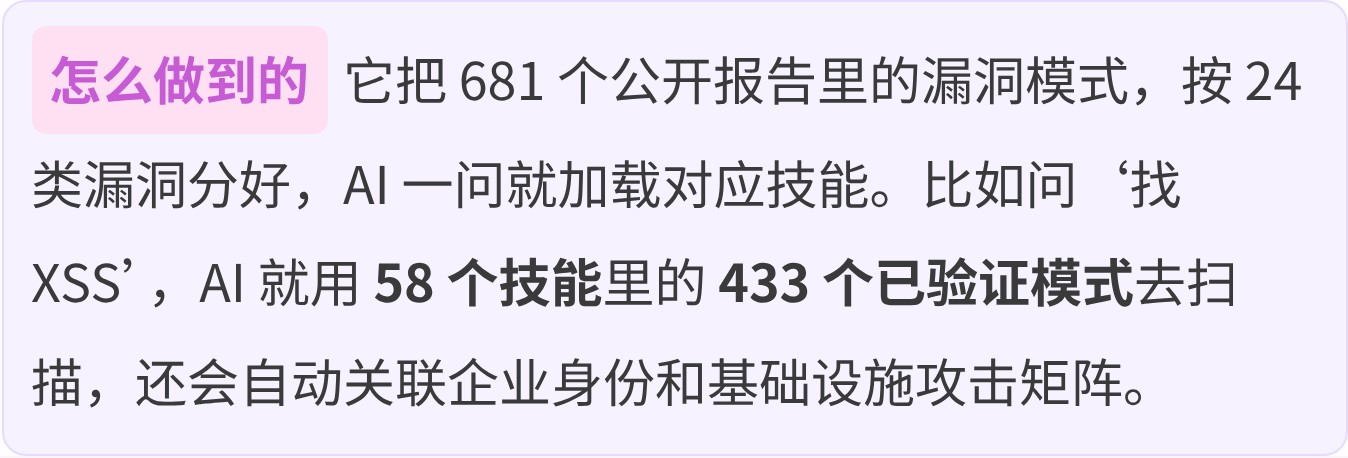 怎么做到的 它把 681 个公开报告里的漏洞模式，按 24
类漏洞分好，AI 一问就加载对应技能。比如问 ‘找
XSS’，AI 就用 58 个技能里的 433 个已验证模式去扫
描，还会自动关联企业身份和基础设施攻击矩阵。